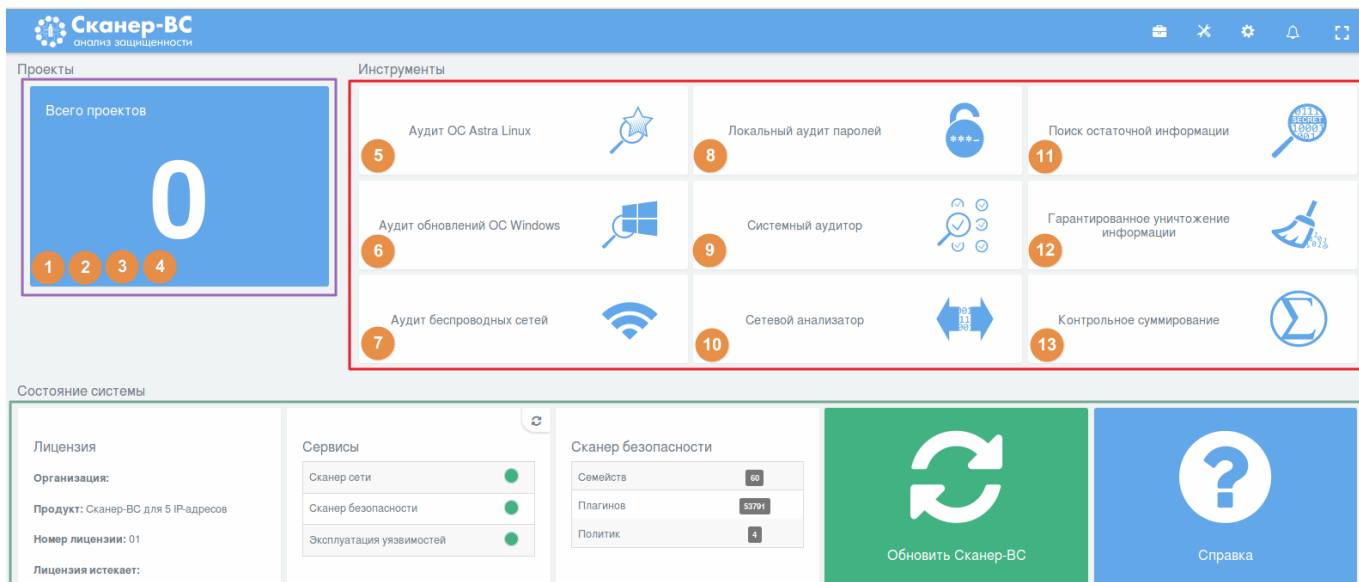 Сканер-ВС
анализ защищенности
Проекты
Инструменты
Всего проектов
0
1 2 3 4
Аудит ОС Astra Linux
5
Локальный аудит паролей
***-
8
Поиск остаточной информации
SECRET
11
Аудит обновлений ОС Windows
6
Системный аудитор
9
Гарантированное уничтожение
информации
12
Аудит беспроводных сетей
7
Сетевой анализатор
10
Контрольное суммирование
Σ
13
Состояние системы
Лицензия
Организация:
Продукт: Сканер-ВС для 5 IP-адресов
Номер лицензии: 01
Лицензия истекает:
Сервисы
Сканер сети
Сканер безопасности
Эксплуатация уязвимостей
Сканер безопасности
Семейств 60
Плагинов 53791
Политик 4
Обновить Сканер-ВС
?
Справка